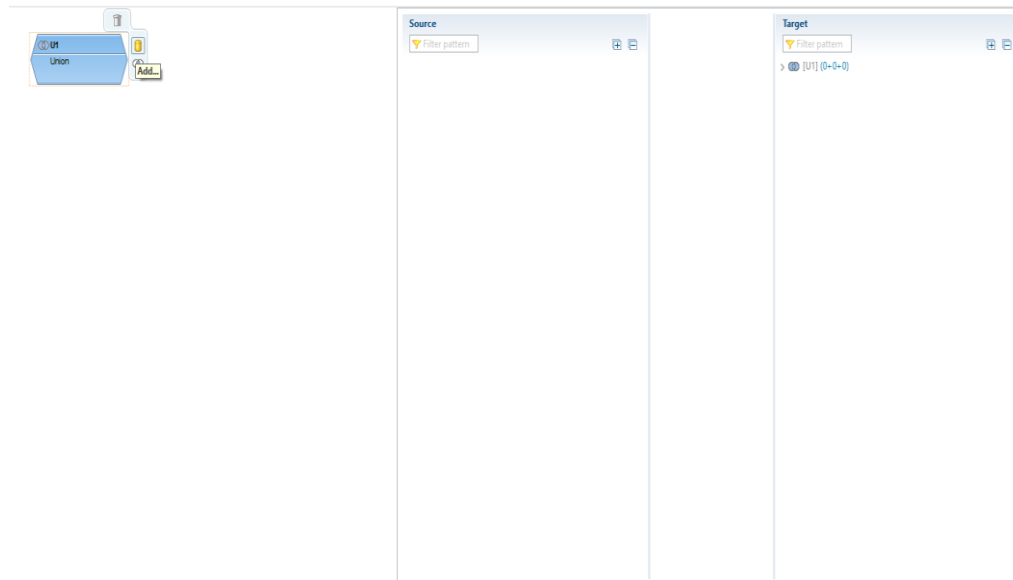 U1
Union
Add...
Source
Filter pattern
Target
Filter pattern
[U1] (0+0+0)